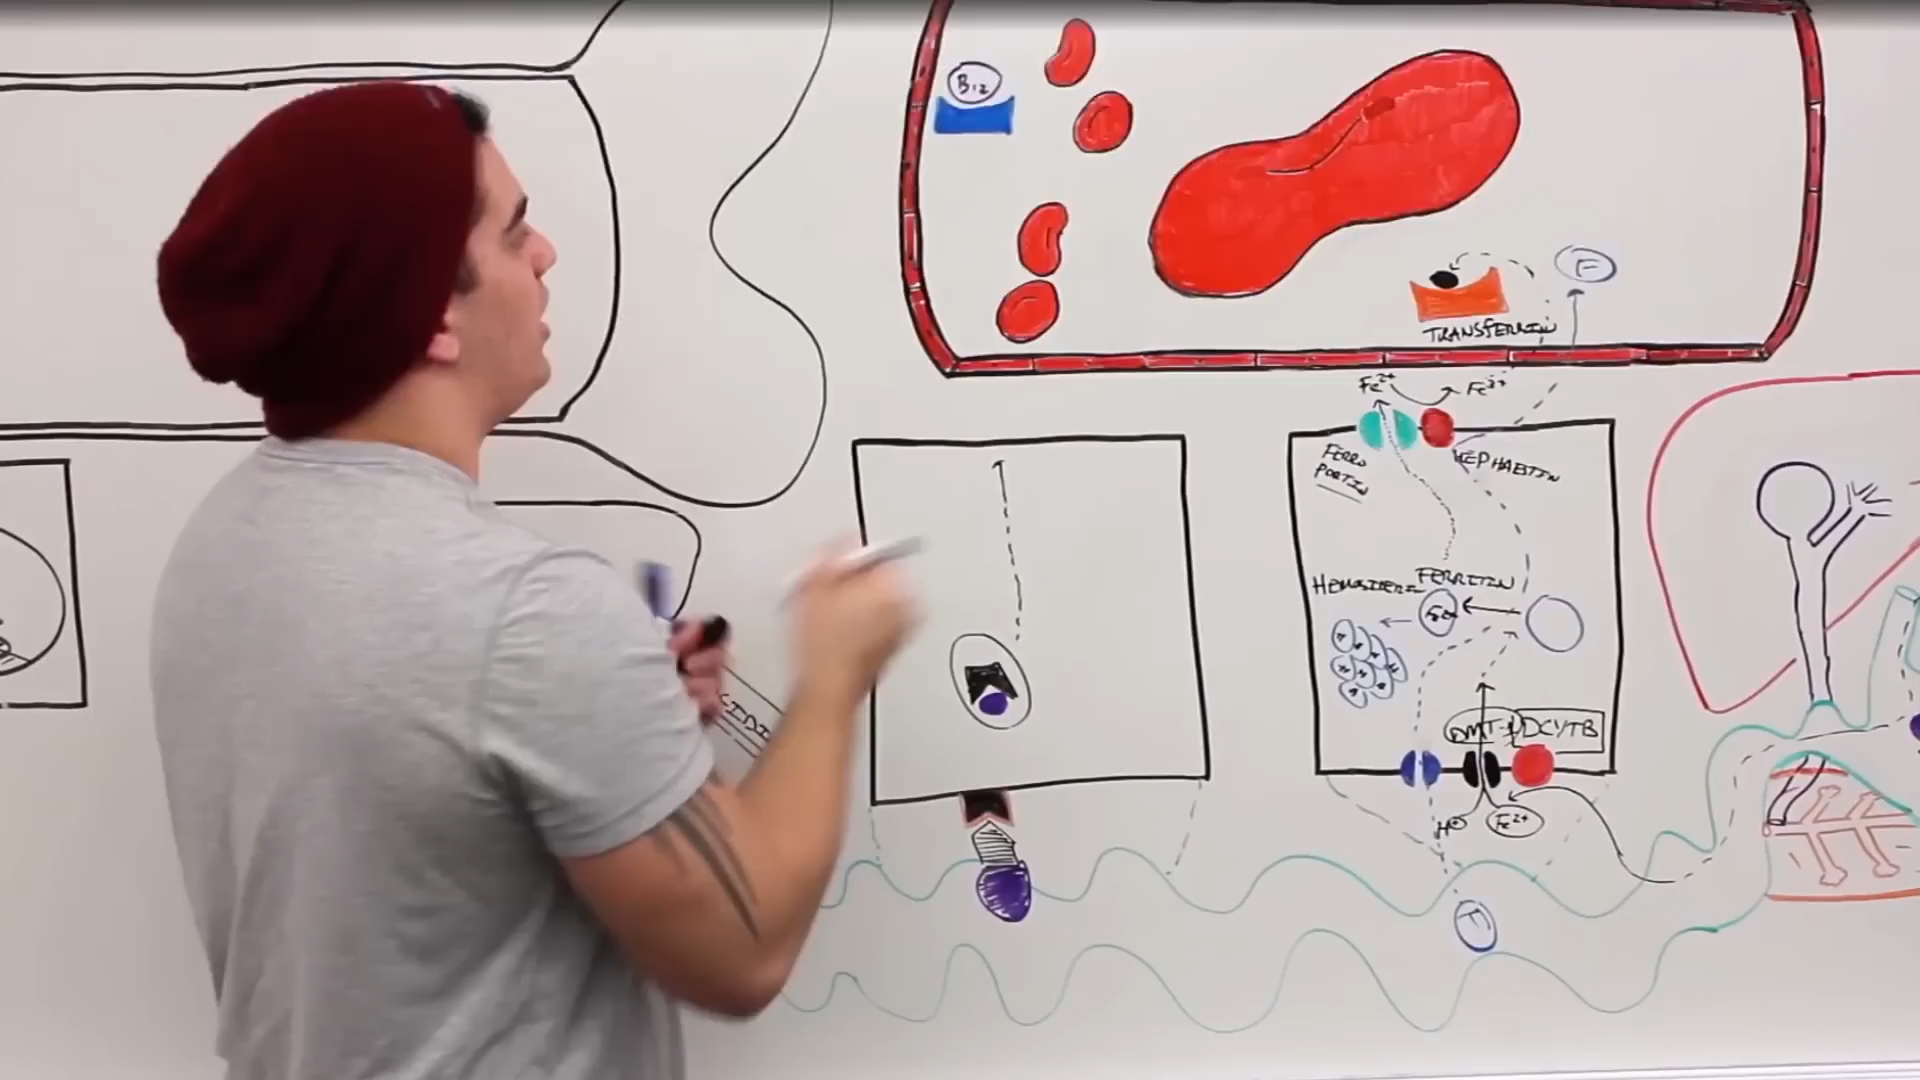 B12
F
TRANSFERRIN
Fe2+
Fe3+
FERRO
PORTIN
HEPHAESTIN
FERRITIN
DMT-1
DCYTB
H⊕
Fe2+